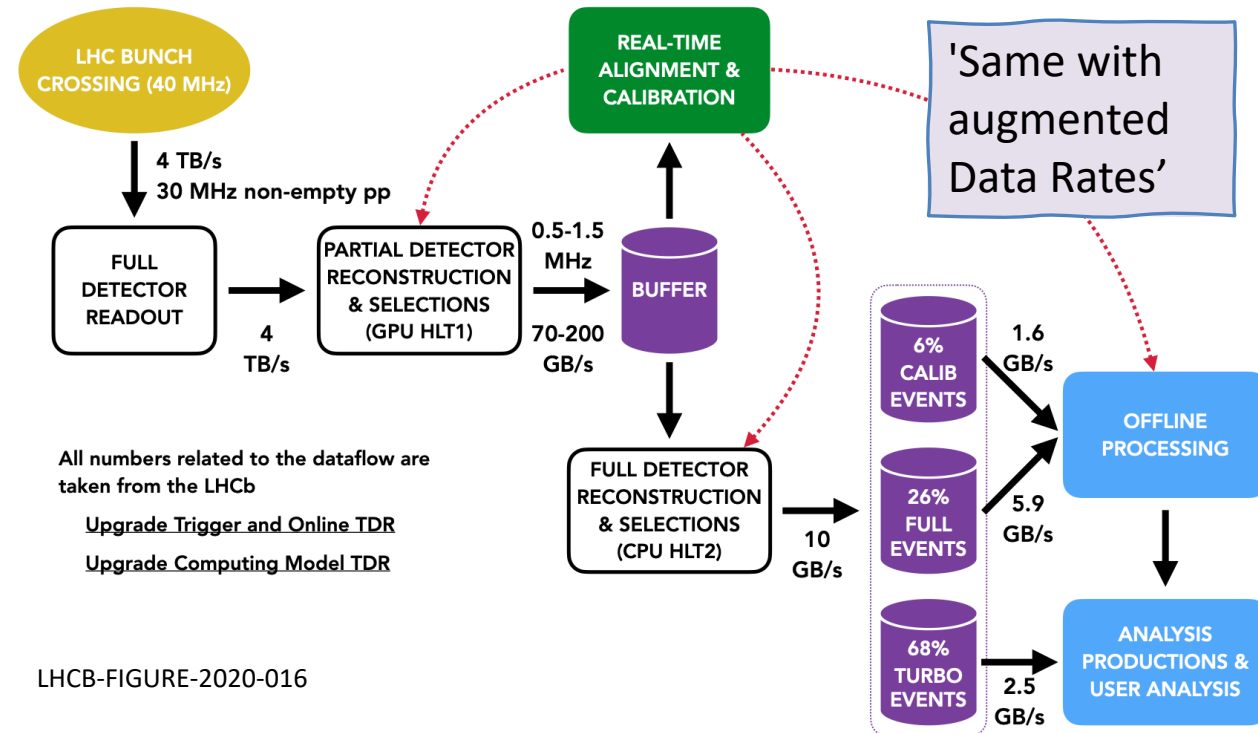 LHC BUNCH
CROSSING (40 MHz)
REAL-TIME
ALIGNMENT &
CALIBRATION
'Same with
augmented
Data Rates’
4 TB/s
30 MHz non-empty pp
FULL
DETECTOR
READOUT
4
TB/s
PARTIAL DETECTOR
RECONSTRUCTION
& SELECTIONS
(GPU HLT1)
0.5-1.5
MHz
70-200
GB/s
BUFFER
All numbers related to the dataflow are
taken from the LHCb
Upgrade Trigger and Online TDR
Upgrade Computing Model TDR
FULL DETECTOR
RECONSTRUCTION
& SELECTIONS
(CPU HLT2)
10
GB/s
6%
CALIB
EVENTS
1.6
GB/s
26%
FULL
EVENTS
5.9
GB/s
68%
TURBO
EVENTS
2.5
GB/s
OFFLINE
PROCESSING
ANALYSIS
PRODUCTIONS &
USER ANALYSIS
LHCB-FIGURE-2020-016